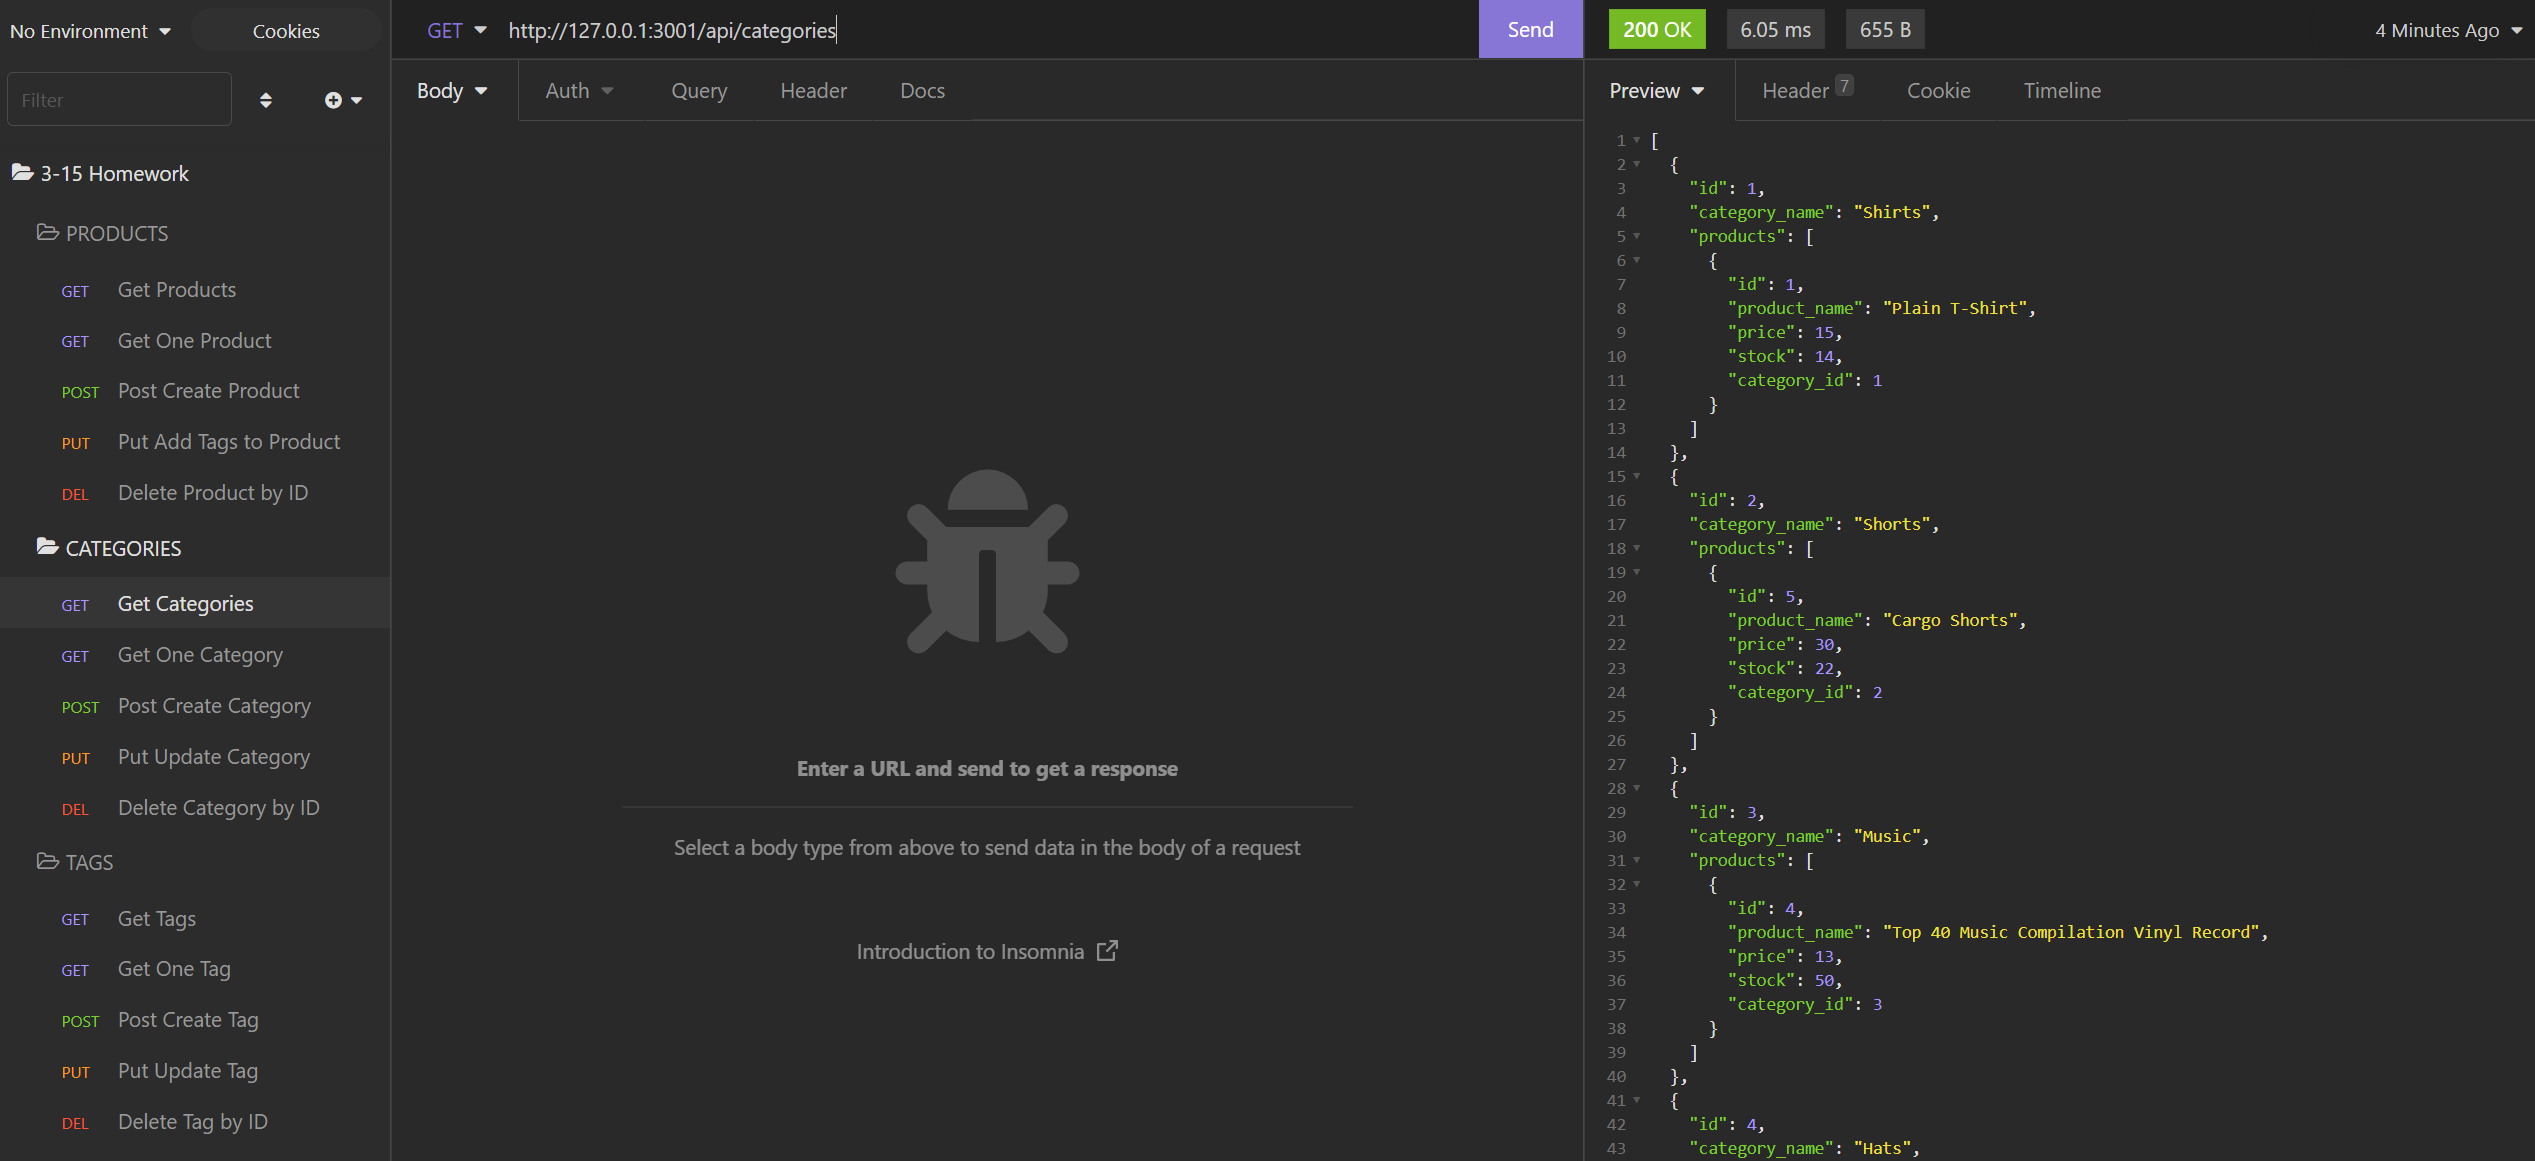 No Environment
Cookies
Filter
3-15 Homework
PRODUCTS
GET Get Products
GET Get One Product
POST Post Create Product
PUT Put Add Tags to Product
DEL Delete Product by ID
CATEGORIES
GET Get Categories
GET Get One Category
POST Post Create Category
PUT Put Update Category
DEL Delete Category by ID
TAGS
GET Get Tags
GET Get One Tag
POST Post Create Tag
PUT Put Update Tag
DEL Delete Tag by ID
GET http://127.0.0.1:3001/api/categories Send
Body Auth Query Header Docs
Enter a URL and send to get a response
Select a body type from above to send data in the body of a request
Introduction to Insomnia
200 OK 6.05 ms 655 B 4 Minutes Ago
Preview Header 7 Cookie Timeline
1 [
2 {
3 "id": 1,
4 "category_name": "Shirts",
5 "products": [
6 {
7 "id": 1,
8 "product_name": "Plain T-Shirt",
9 "price": 15,
10 "stock": 14,
11 "category_id": 1
12 }
13 ]
14 },
15 {
16 "id": 2,
17 "category_name": "Shorts",
18 "products": [
19 {
20 "id": 5,
21 "product_name": "Cargo Shorts",
22 "price": 30,
23 "stock": 22,
24 "category_id": 2
25 }
26 ]
27 },
28 {
29 "id": 3,
30 "category_name": "Music",
31 "products": [
32 {
33 "id": 4,
34 "product_name": "Top 40 Music Compilation Vinyl Record",
35 "price": 13,
36 "stock": 50,
37 "category_id": 3
38 }
39 ]
40 },
41 {
42 "id": 4,
43 "category_name": "Hats",